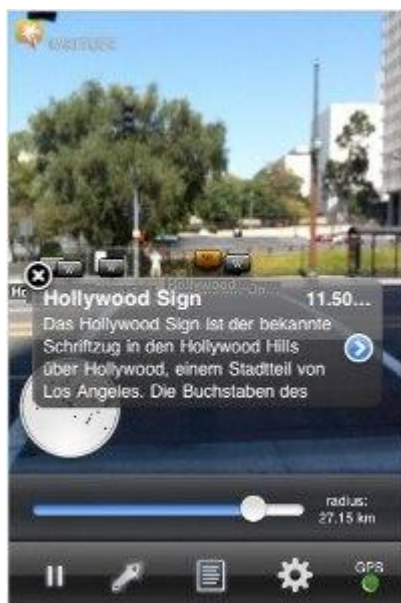 Hollywood Sign 11.50...
Das Hollywood Sign ist der bekannte
Schriftzug in den Hollywood Hills
über Hollywood, einem Stadtteil von
Los Angeles. Die Buchstaben des
radius:
27.15 km
GPS